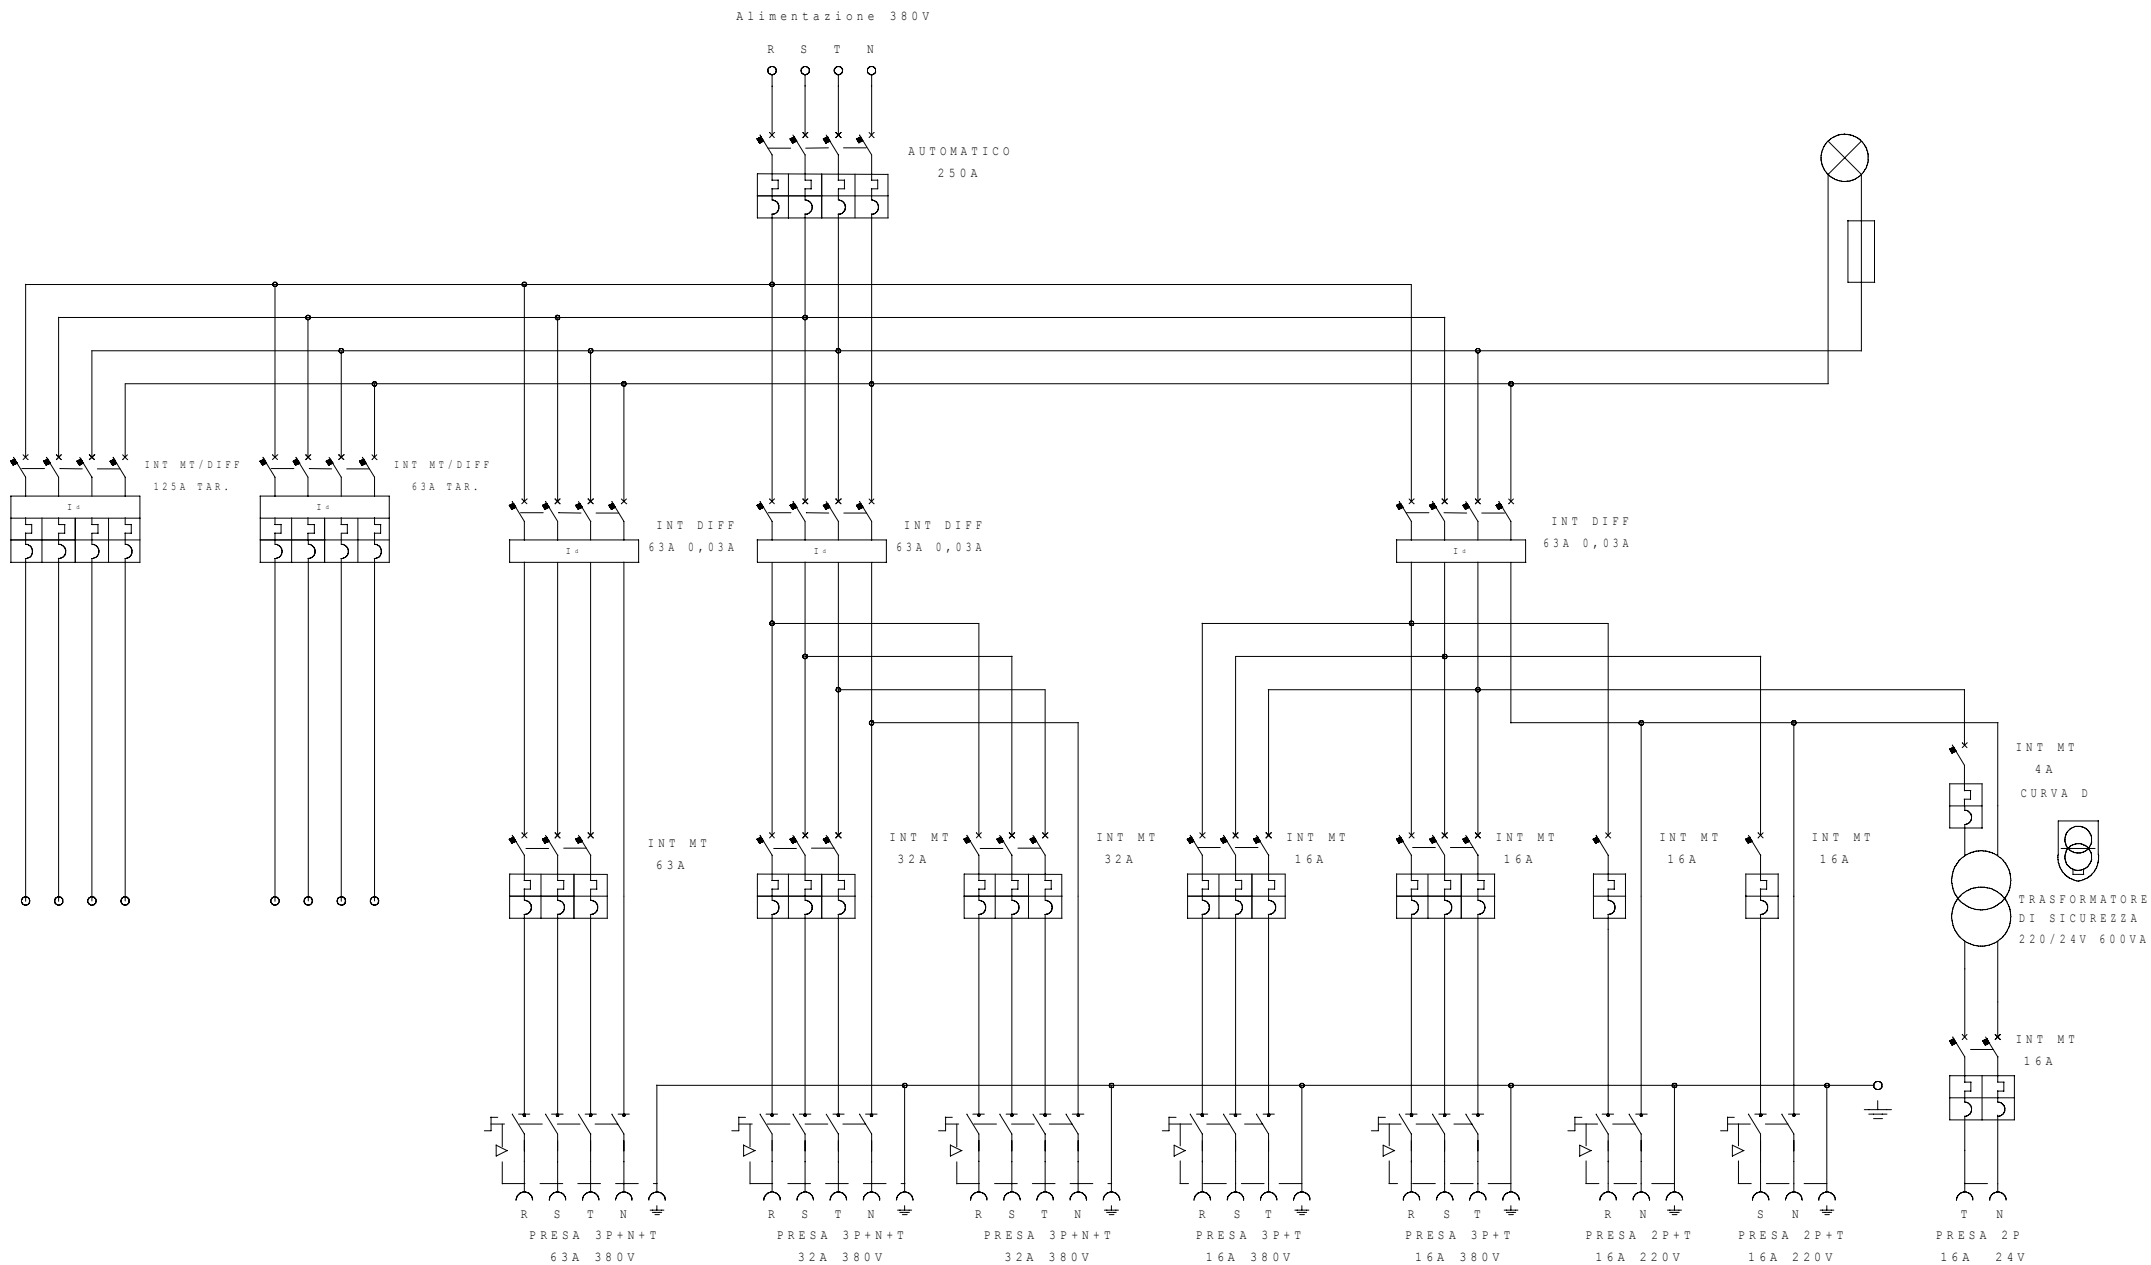 Alimentazione 380V
R S T N
AUTOMATICO
250A
INT MT/DIFF
125A TAR.
INT MT/DIFF
63A TAR.
Id
Id
INT DIFF
63A 0,03A
INT DIFF
63A 0,03A
INT DIFF
63A 0,03A
Id
Id
Id
INT MT
4A
CURVA D
INT MT
63A
INT MT
32A
INT MT
32A
INT MT
16A
INT MT
16A
INT MT
16A
INT MT
16A
TRASFORMATORE
DI SICUREZZA
220/24V 600VA
INT MT
16A
R S T N
PRESA 3P+N+T
63A 380V
R S T N
PRESA 3P+N+T
32A 380V
R S T N
PRESA 3P+N+T
32A 380V
R S T
PRESA 3P+T
16A 380V
R S T
PRESA 3P+T
16A 380V
R N
PRESA 2P+T
16A 220V
S N
PRESA 2P+T
16A 220V
T N
PRESA 2P
16A 24V